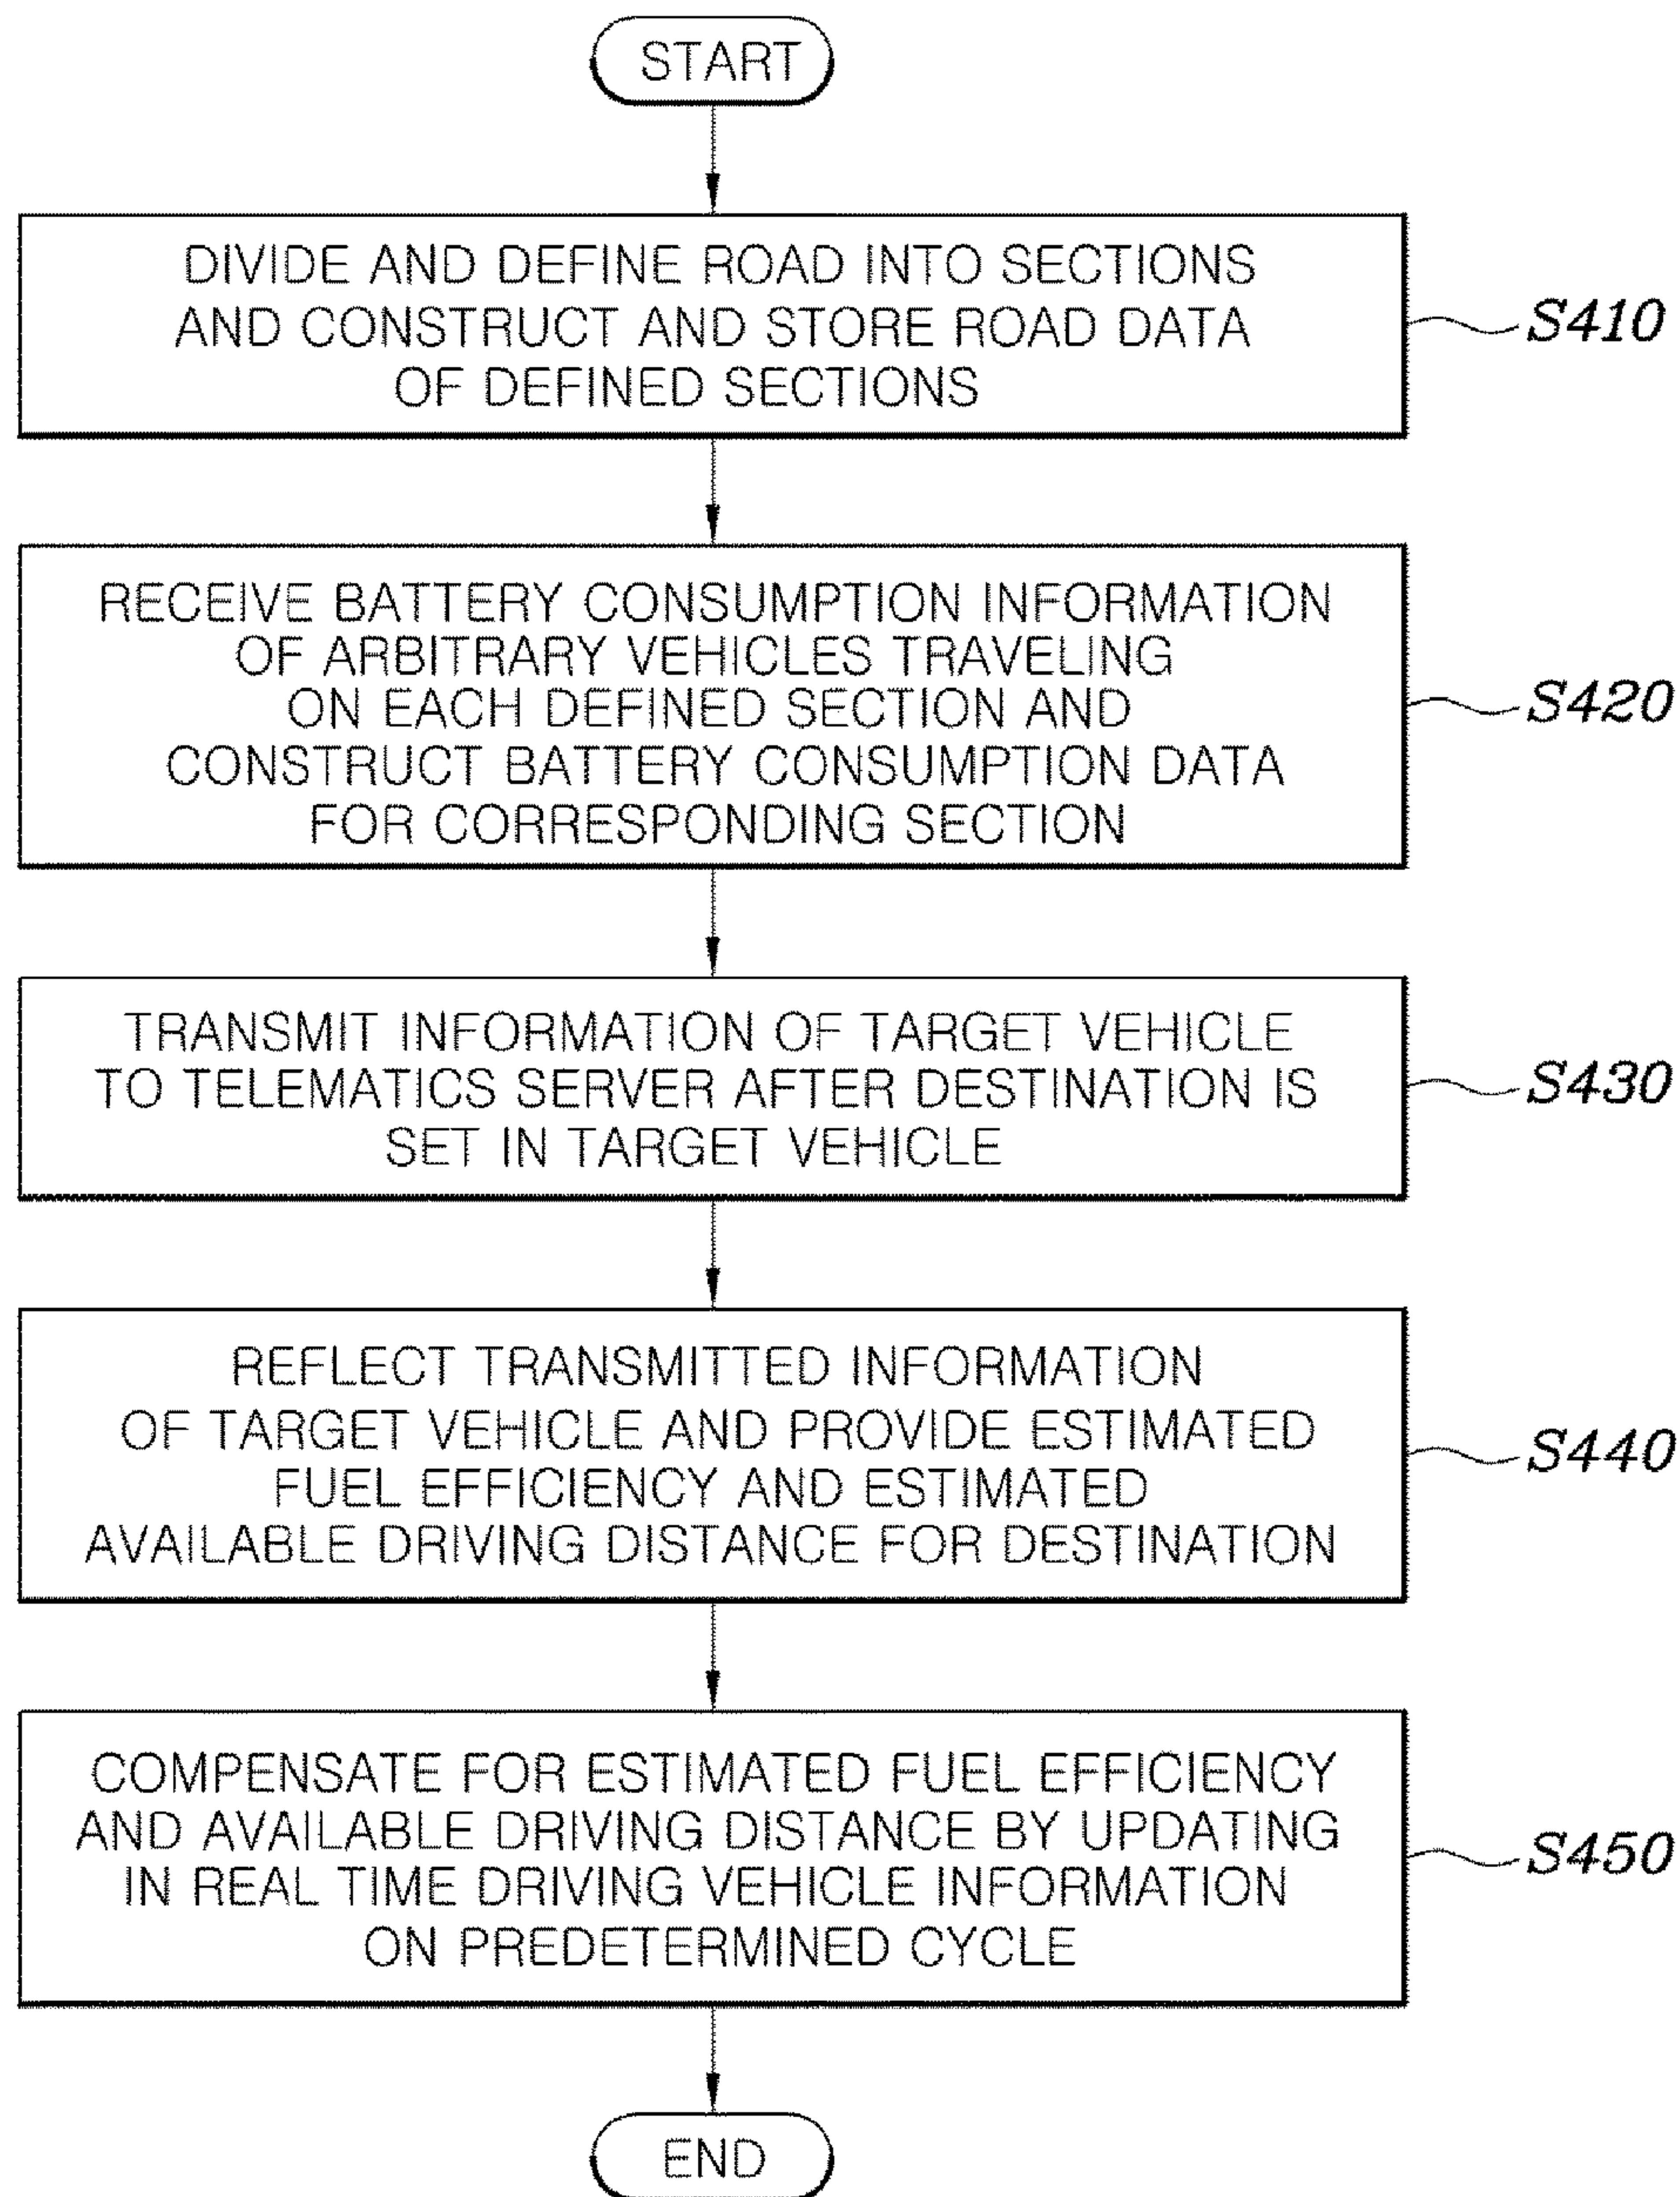 START
DIVIDE AND DEFINE ROAD INTO SECTIONS
AND CONSTRUCT AND STORE ROAD DATA
OF DEFINED SECTIONS
S410
RECEIVE BATTERY CONSUMPTION INFORMATION
OF ARBITRARY VEHICLES TRAVELING
ON EACH DEFINED SECTION AND
CONSTRUCT BATTERY CONSUMPTION DATA
FOR CORRESPONDING SECTION
S420
TRANSMIT INFORMATION OF TARGET VEHICLE
TO TELEMATICS SERVER AFTER DESTINATION IS
SET IN TARGET VEHICLE
S430
REFLECT TRANSMITTED INFORMATION
OF TARGET VEHICLE AND PROVIDE ESTIMATED
FUEL EFFICIENCY AND ESTIMATED
AVAILABLE DRIVING DISTANCE FOR DESTINATION
S440
COMPENSATE FOR ESTIMATED FUEL EFFICIENCY
AND AVAILABLE DRIVING DISTANCE BY UPDATING
IN REAL TIME DRIVING VEHICLE INFORMATION
ON PREDETERMINED CYCLE
S450
END